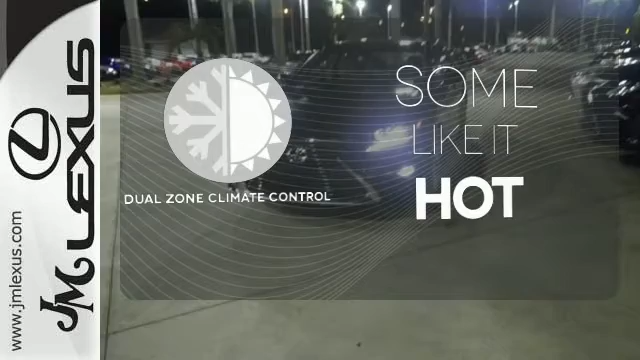 SOME
LIKE IT
HOT
DUAL ZONE CLIMATE CONTROL
JM LEXUS
www.jmlexus.com